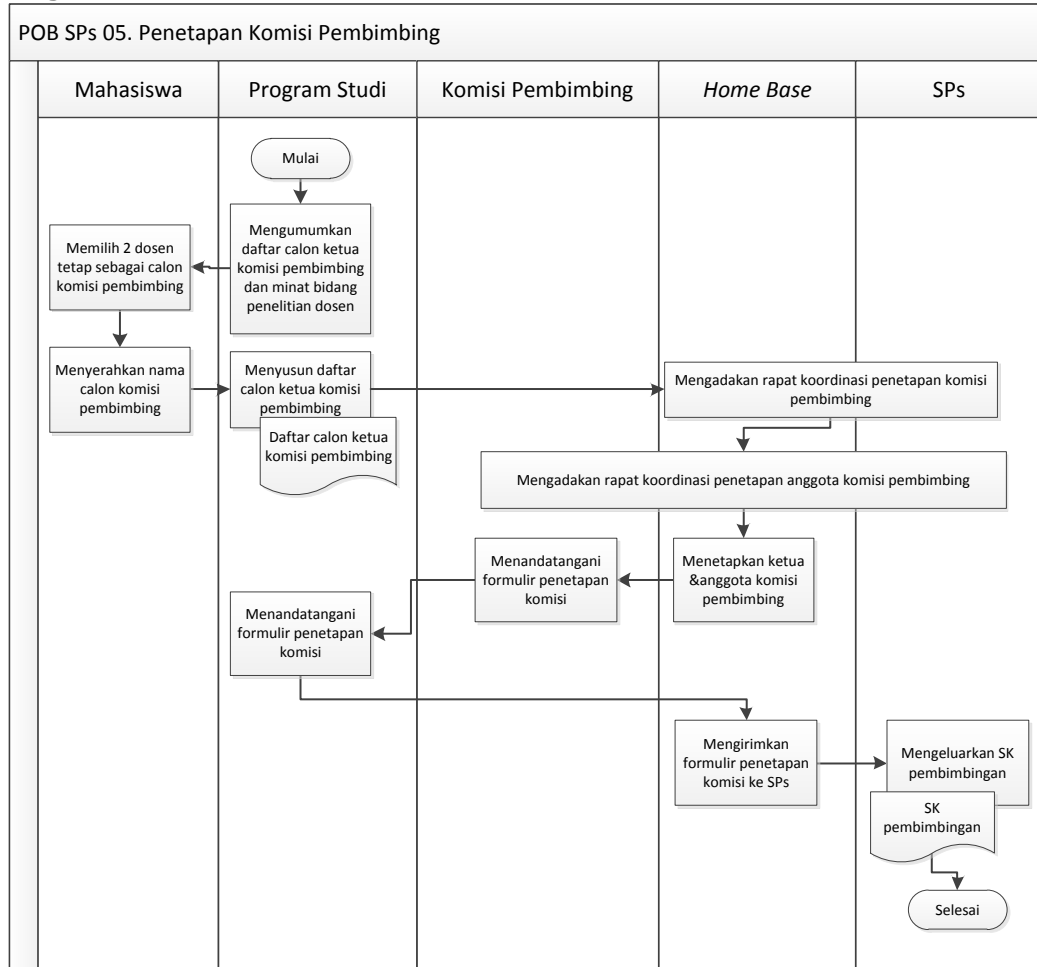 POB SPs 05. Penetapan Komisi Pembimbing
Mahasiswa
Program Studi
Komisi Pembimbing
Home Base
SPs
Mulai
Mengumumkan
daftar calon ketua
komisi pembimbing
dan minat bidang
penelitian dosen
Memilih 2 dosen
tetap sebagai calon
komisi pembimbing
Menyerahkan nama
calon komisi
pembimbing
Menyusun daftar
calon ketua komisi
pembimbing
Daftar calon ketua
komisi pembimbing
Mengadakan rapat koordinasi penetapan komisi
pembimbing
Mengadakan rapat koordinasi penetapan anggota komisi pembimbing
Menetapkan ketua
&anggota komisi
pembimbing
Menandatangani
formulir penetapan
komisi
Menandatangani
formulir penetapan
komisi
Mengirimkan
formulir penetapan
komisi ke SPs
Mengeluarkan SK
pembimbingan
SK
pembimbingan
Selesai